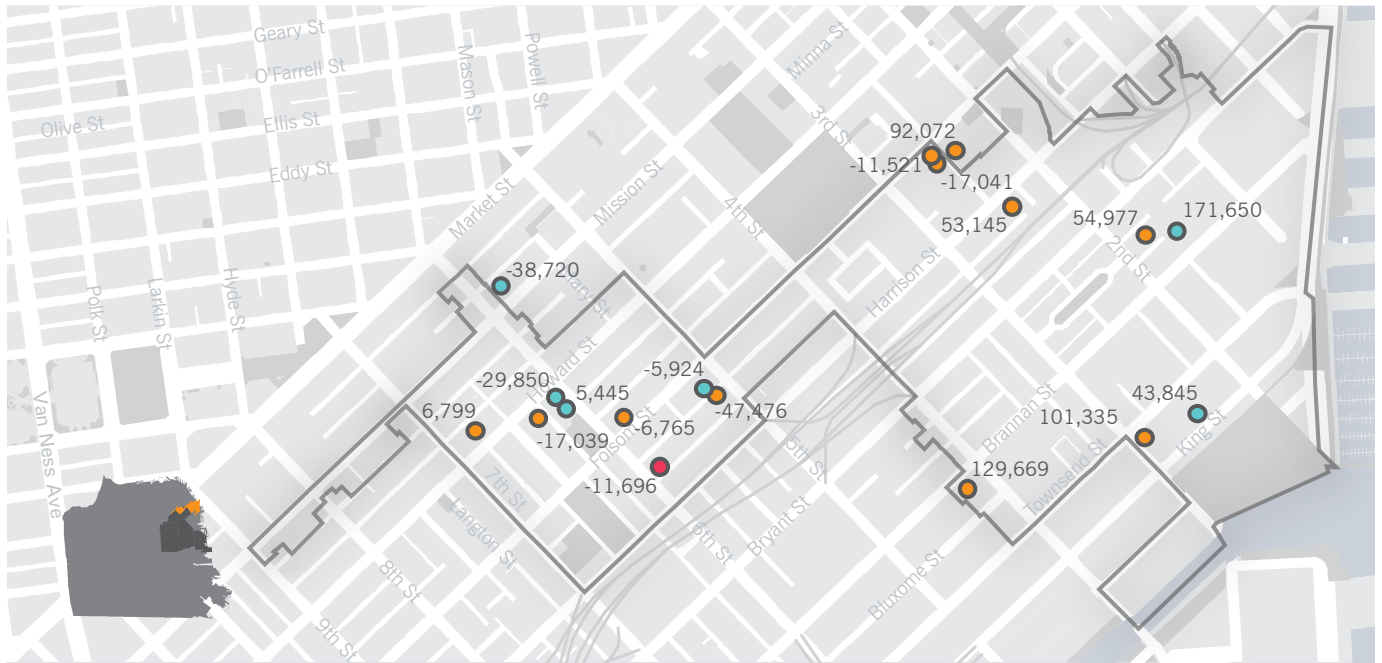 Geary St
O'Farrell St
Olive St
Ellis St
Eddy St
Mason St
Powell St
Minna St
3rd St
92,072
-11,521
-17,041
53,145
Mission St
Market St
4th St
54,977
171,650
2nd St
Harrison St
-38,720
Polk St
Larkin St
Hyde St
Howard St
-5,924
-29,850
5,445
-47,476
6,799
-17,039
-6,765
Folsom St
-11,696
Van Ness Ave
7th St
Langton St
8th St
9th St
5th St
6th St
Bryant St
Brannan St
Townsend St
101,335
43,845
King St
129,669
Bluxome St